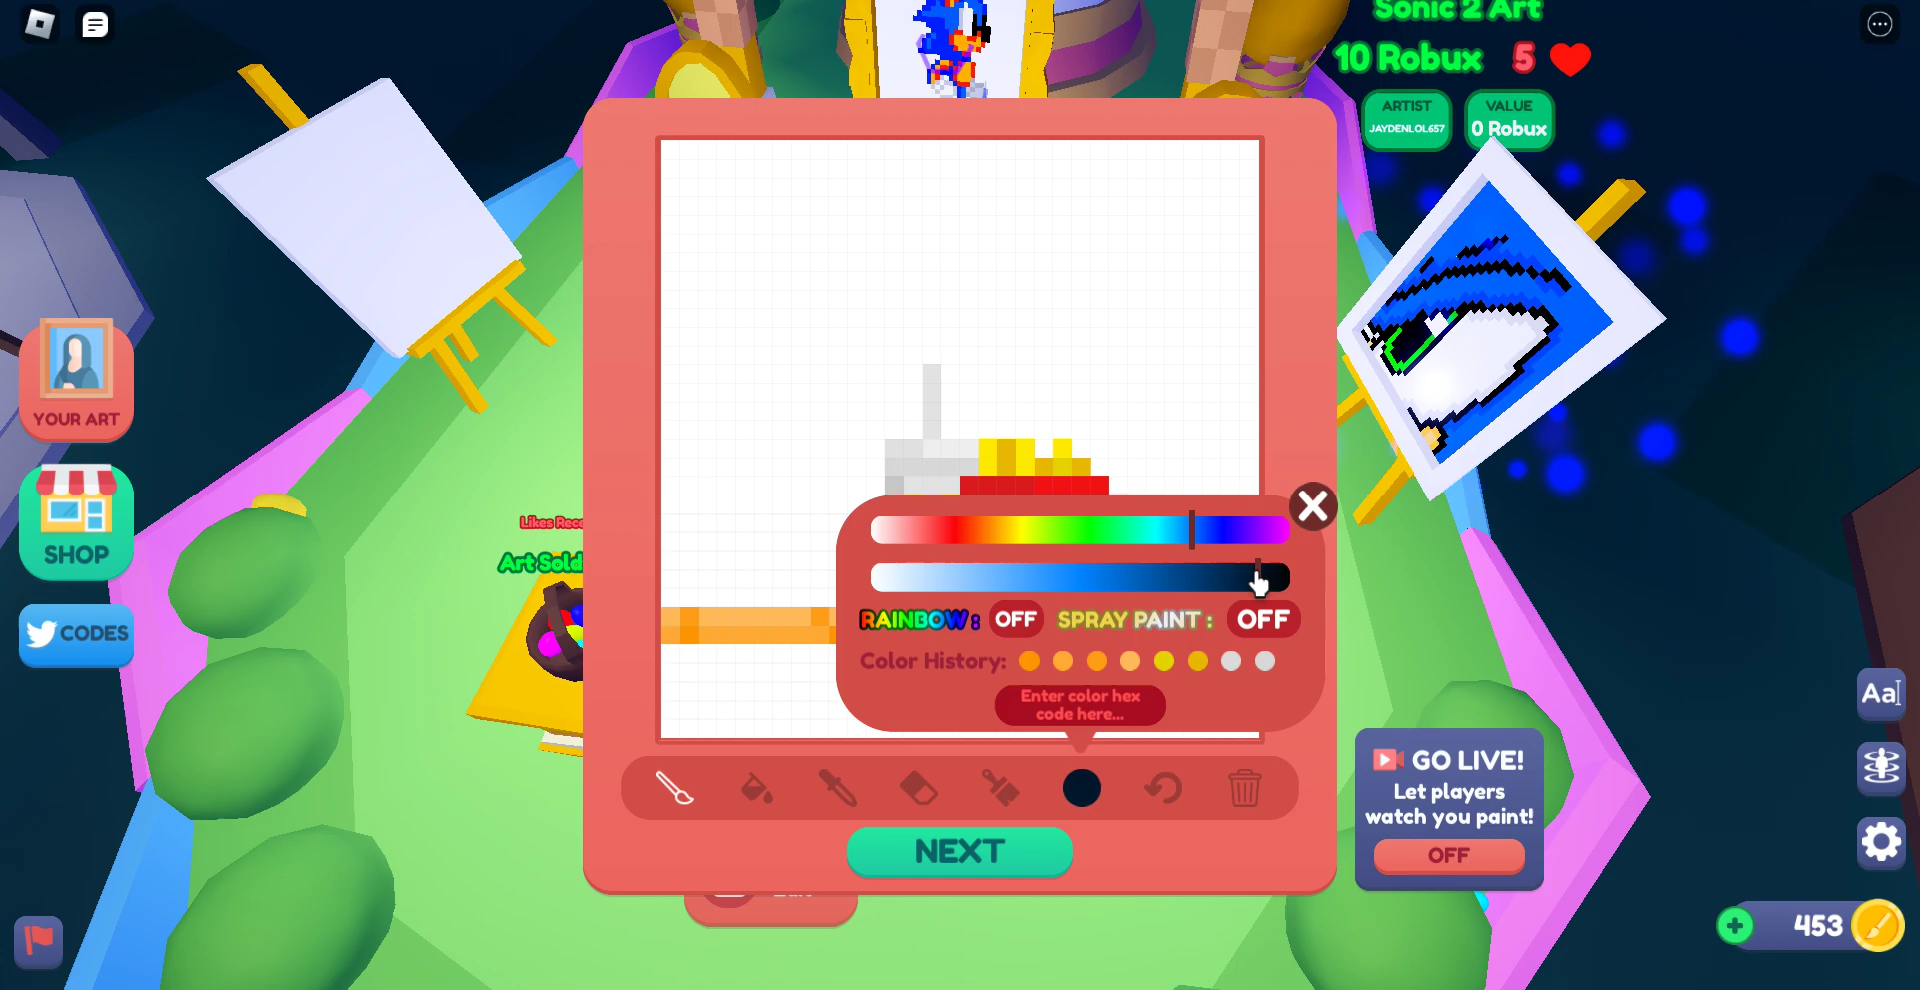 Sonic 2 Art
10 Robux 5
ARTIST
JAYDENLOL657
VALUE
0 Robux
YOUR ART
SHOP
CODES
Likes Rece
Art Sold
RAINBOW: OFF SPRAY PAINT : OFF
Color History:
Enter color hex
code here...
NEXT
GO LIVE!
Let players
watch you paint!
OFF
Aa
453